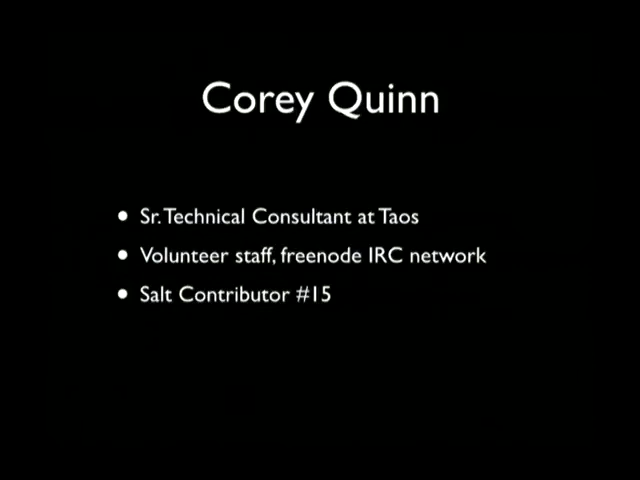 Corey Quinn
• Sr. Technical Consultant at Taos
• Volunteer staff, freenode IRC network
• Salt Contributor #15